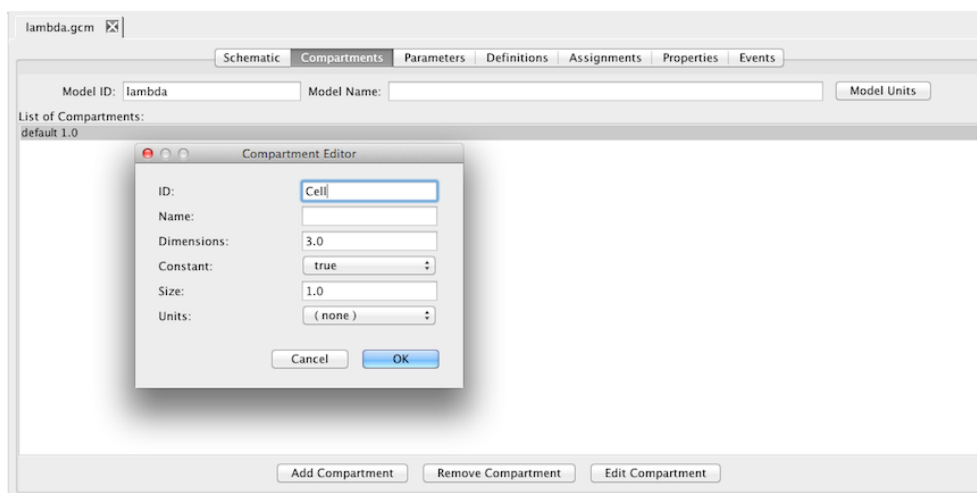 lambda.gcm
Schematic Compartments Parameters Definitions Assignments Properties Events
Model ID: lambda Model Name: Model Units
List of Compartments:
default 1.0
Compartment Editor
ID: Cell
Name:
Dimensions: 3.0
Constant: true
Size: 1.0
Units: ( none )
Cancel OK
Add Compartment Remove Compartment Edit Compartment